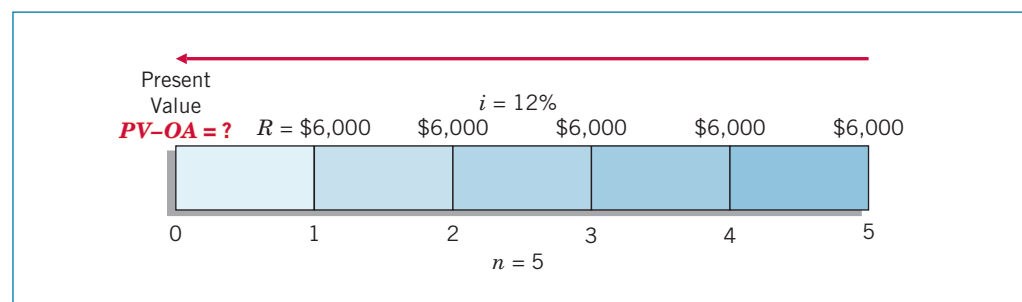 Present
Value
i = 12%
PV–OA = ? R = $6,000 $6,000 $6,000 $6,000 $6,000
0 1 2 3 4 5
n = 5